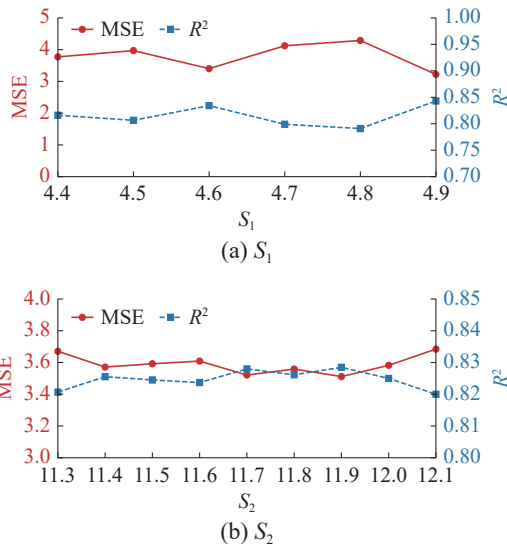 5 1.00
MSE R²
4 0.95
0.90
3 0.85
MSE R²
2 0.80
1 0.75
0 0.70
4.4 4.5 4.6 4.7 4.8 4.9
S₁
(a) S₁
4.0 0.85
MSE R²
3.8 0.84
3.6 0.83
MSE R²
3.4 0.82
3.2 0.81
3.0 0.80
11.3 11.4 11.5 11.6 11.7 11.8 11.9 12.0 12.1
S₂
(b) S₂